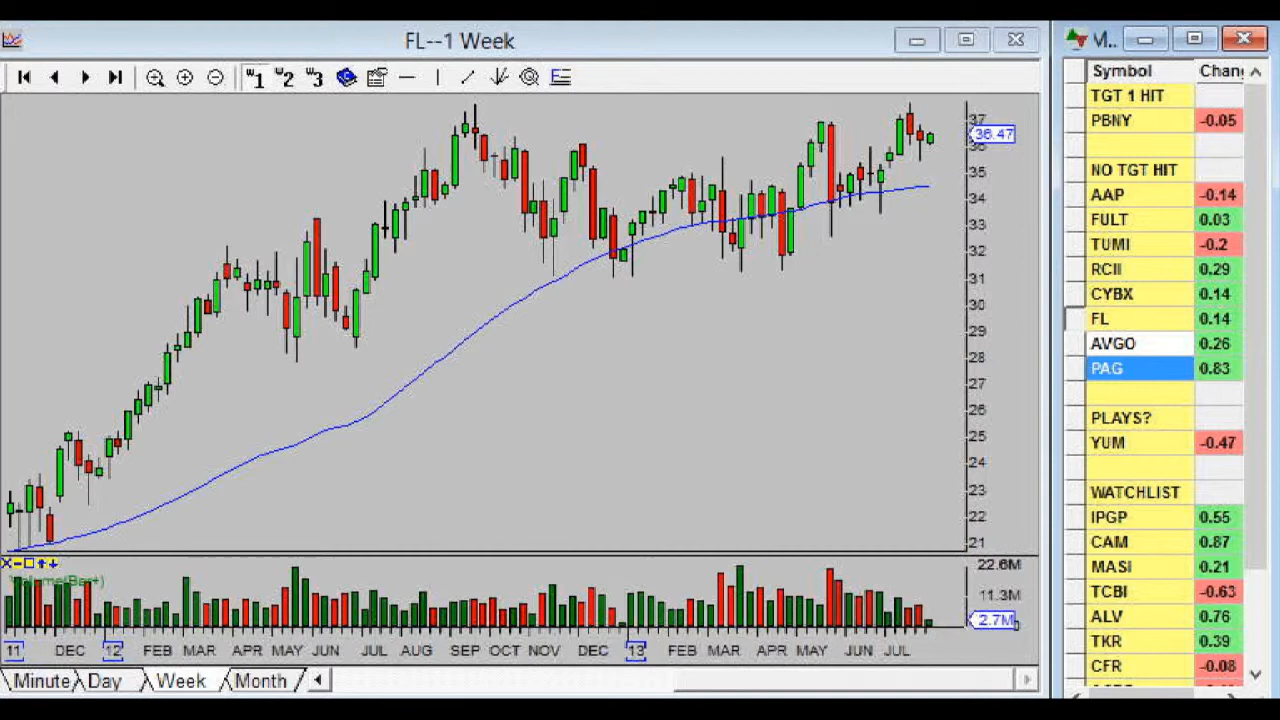 FL--1 Week
M..
W1 W2 W3
Symbol Chang
TGT 1 HIT
PBNY -0.05
NO TGT HIT
AAP -0.14
FULT 0.03
TUMI -0.2
RCII 0.29
CYBX 0.14
FL 0.14
AVGO 0.26
PAG 0.83
PLAYS?
YUM -0.47
WATCHLIST
IPGP 0.55
CAM 0.87
MASI 0.21
TCBI -0.63
ALV 0.76
TKR 0.39
CFR -0.08
37
36.47
36
35
34
33
32
31
30
29
28
27
26
25
24
23
22
21
Volume(Bar+)
22.6M
11.3M
2.7M
11 DEC 12 FEB MAR APR MAY JUN JUL AUG SEP OCT NOV DEC 13 FEB MAR APR MAY JUN JUL
Minute Day Week Month